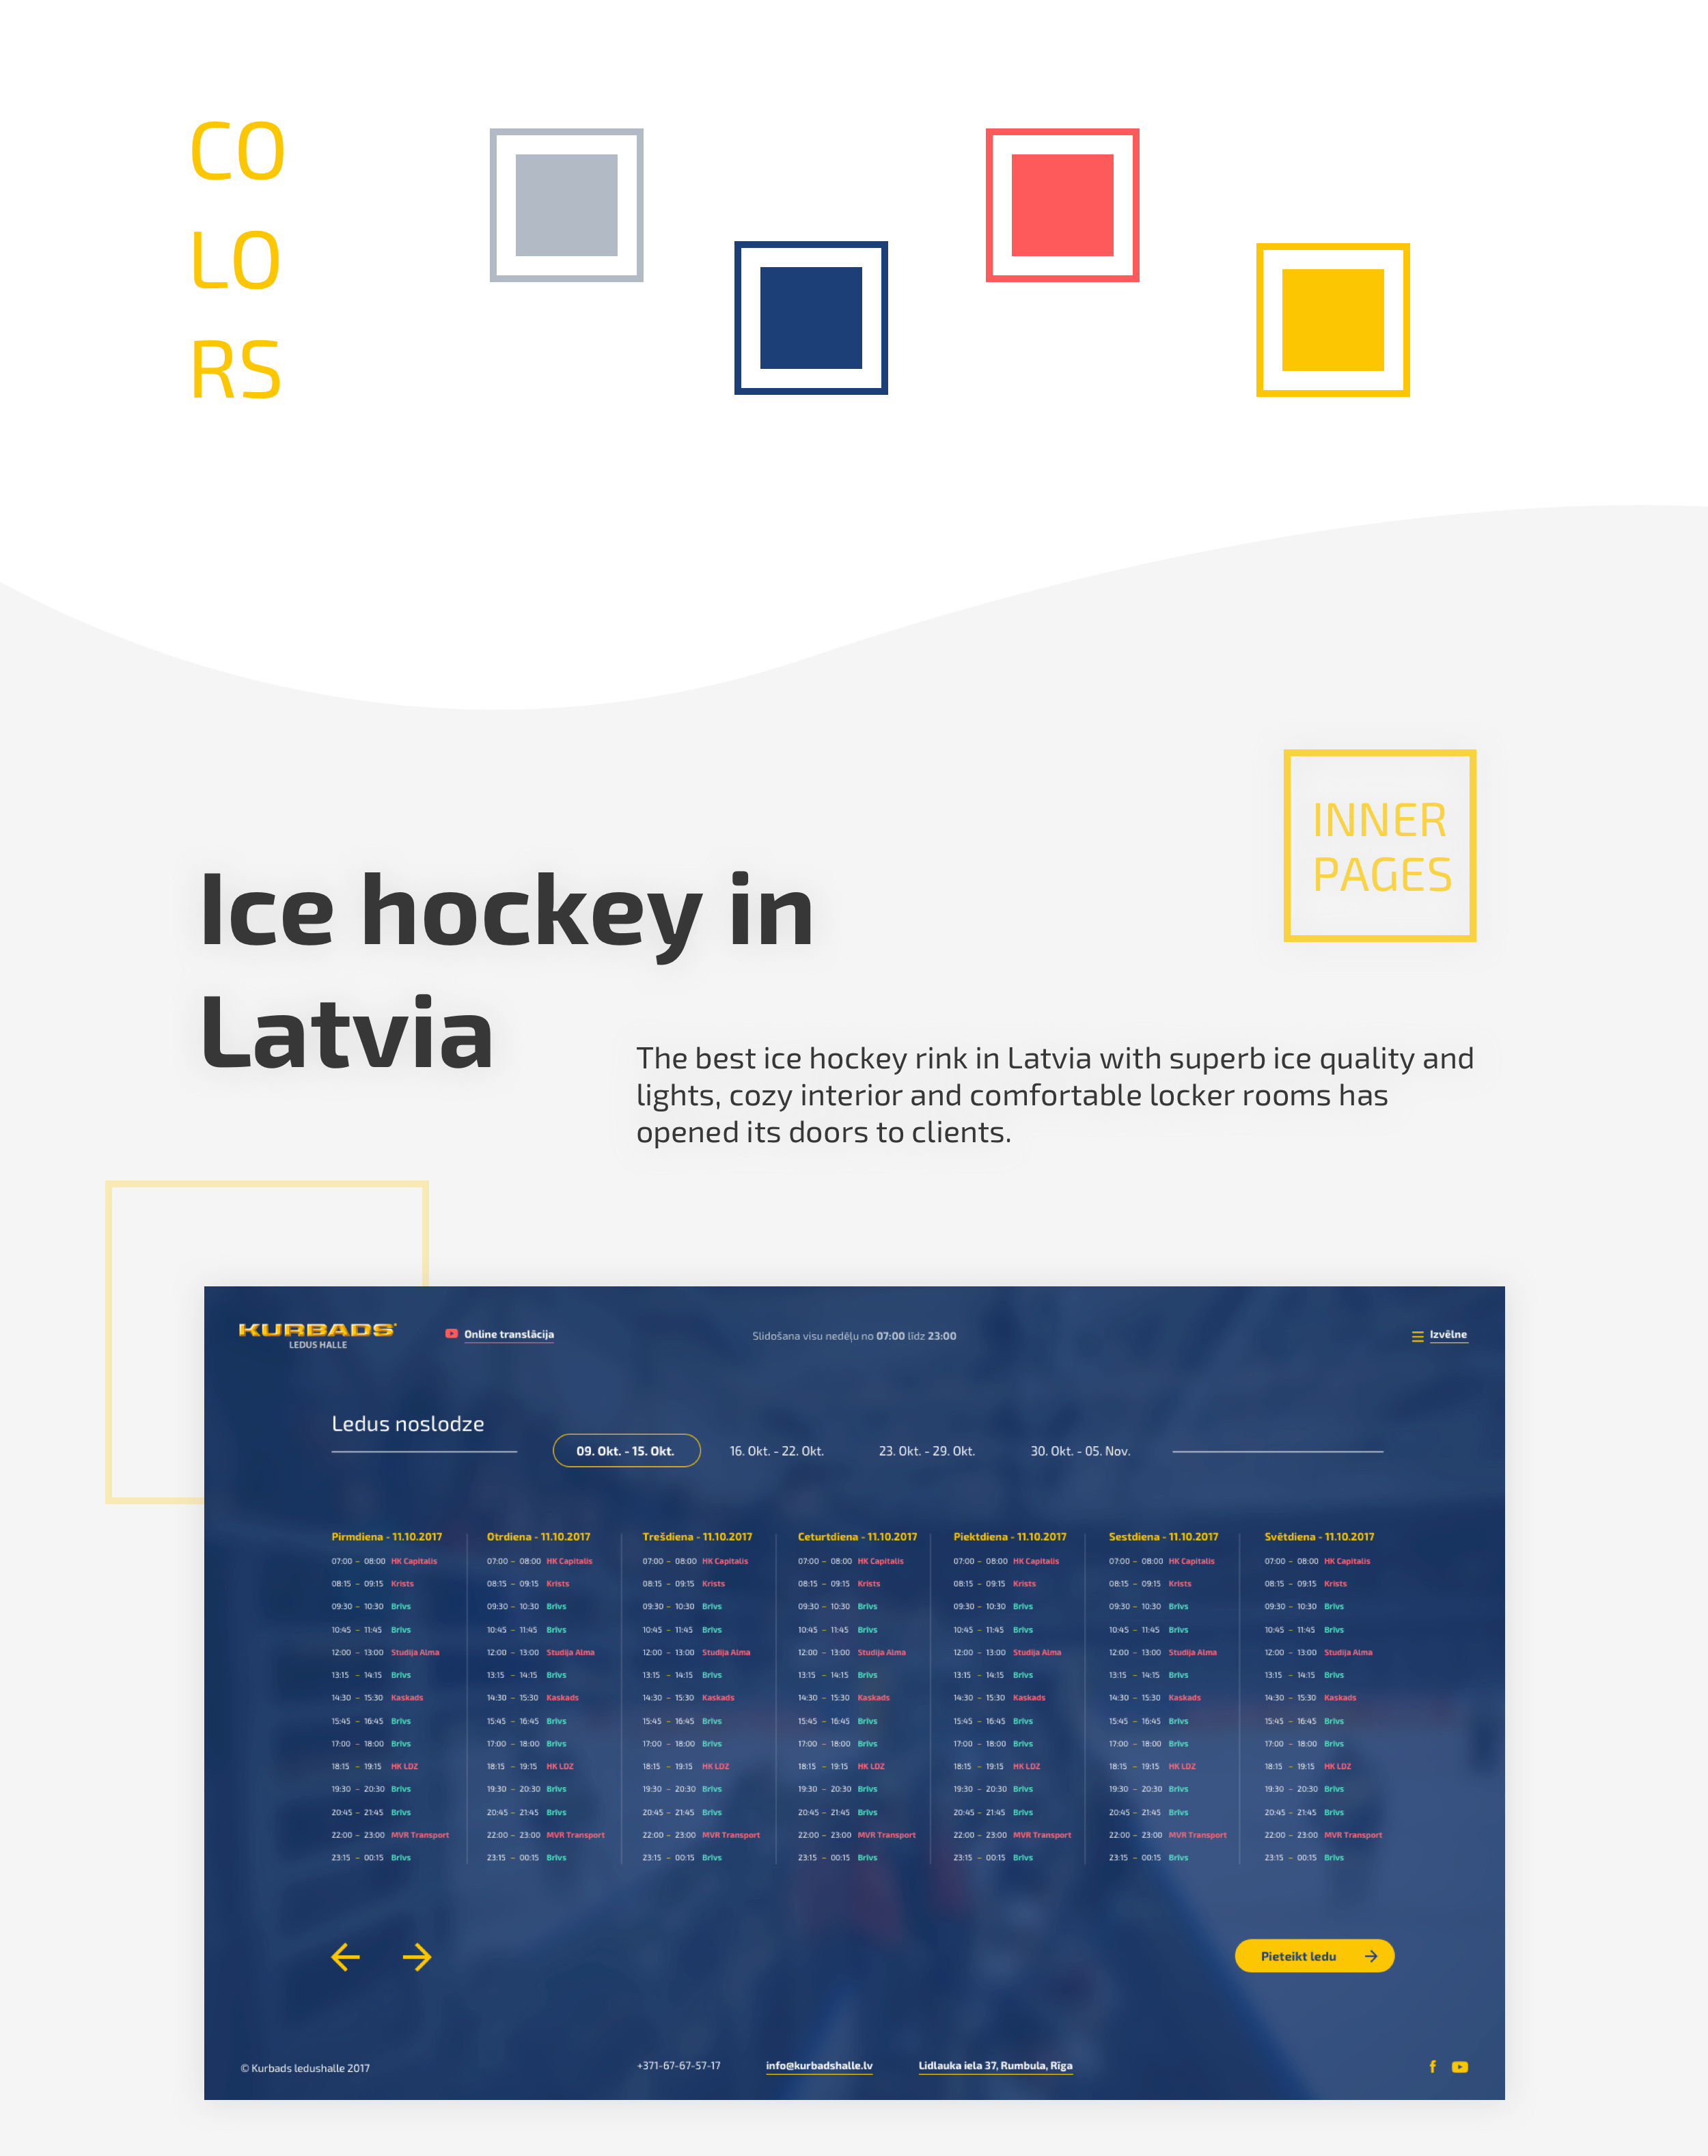 CO
LO
RS
INNER
PAGES
Ice hockey in
Latvia
The best ice hockey rink in Latvia with superb ice quality and
lights, cozy interior and comfortable locker rooms has
opened its doors to clients.
KURBADS
LEDUS HALLE
Online translācija
Slidošana visu nedēļu no 07:00 līdz 23:00
Izvēlne
Ledus noslodze
09. Okt. - 15. Okt. 16. Okt. - 22. Okt. 23. Okt. - 29. Okt. 30. Okt. - 05. Nov.
Pirmdiena - 11.10.2017 Otrdiena - 11.10.2017 Trešdiena - 11.10.2017 Ceturtdiena - 11.10.2017 Piektdiena - 11.10.2017 Sestdiena - 11.10.2017 Svētdiena - 11.10.2017
07:00 – 08:00 HK Capitalis 07:00 – 08:00 HK Capitalis 07:00 – 08:00 HK Capitalis 07:00 – 08:00 HK Capitalis 07:00 – 08:00 HK Capitalis 07:00 – 08:00 HK Capitalis 07:00 – 08:00 HK Capitalis
08:15 – 09:15 Krists 08:15 – 09:15 Krists 08:15 – 09:15 Krists 08:15 – 09:15 Krists 08:15 – 09:15 Krists 08:15 – 09:15 Krists 08:15 – 09:15 Krists
09:30 – 10:30 Brīvs 09:30 – 10:30 Brīvs 09:30 – 10:30 Brīvs 09:30 – 10:30 Brīvs 09:30 – 10:30 Brīvs 09:30 – 10:30 Brīvs 09:30 – 10:30 Brīvs
10:45 – 11:45 Brīvs 10:45 – 11:45 Brīvs 10:45 – 11:45 Brīvs 10:45 – 11:45 Brīvs 10:45 – 11:45 Brīvs 10:45 – 11:45 Brīvs 10:45 – 11:45 Brīvs
12:00 – 13:00 Studija Alma 12:00 – 13:00 Studija Alma 12:00 – 13:00 Studija Alma 12:00 – 13:00 Studija Alma 12:00 – 13:00 Studija Alma 12:00 – 13:00 Studija Alma 12:00 – 13:00 Studija Alma
13:15 – 14:15 Brīvs 13:15 – 14:15 Brīvs 13:15 – 14:15 Brīvs 13:15 – 14:15 Brīvs 13:15 – 14:15 Brīvs 13:15 – 14:15 Brīvs 13:15 – 14:15 Brīvs
14:30 – 15:30 Kaskads 14:30 – 15:30 Kaskads 14:30 – 15:30 Kaskads 14:30 – 15:30 Kaskads 14:30 – 15:30 Kaskads 14:30 – 15:30 Kaskads 14:30 – 15:30 Kaskads
15:45 – 16:45 Brīvs 15:45 – 16:45 Brīvs 15:45 – 16:45 Brīvs 15:45 – 16:45 Brīvs 15:45 – 16:45 Brīvs 15:45 – 16:45 Brīvs 15:45 – 16:45 Brīvs
17:00 – 18:00 Brīvs 17:00 – 18:00 Brīvs 17:00 – 18:00 Brīvs 17:00 – 18:00 Brīvs 17:00 – 18:00 Brīvs 17:00 – 18:00 Brīvs 17:00 – 18:00 Brīvs
18:15 – 19:15 HK LDZ 18:15 – 19:15 HK LDZ 18:15 – 19:15 HK LDZ 18:15 – 19:15 HK LDZ 18:15 – 19:15 HK LDZ 18:15 – 19:15 HK LDZ 18:15 – 19:15 HK LDZ
19:30 – 20:30 Brīvs 19:30 – 20:30 Brīvs 19:30 – 20:30 Brīvs 19:30 – 20:30 Brīvs 19:30 – 20:30 Brīvs 19:30 – 20:30 Brīvs 19:30 – 20:30 Brīvs
20:45 – 21:45 Brīvs 20:45 – 21:45 Brīvs 20:45 – 21:45 Brīvs 20:45 – 21:45 Brīvs 20:45 – 21:45 Brīvs 20:45 – 21:45 Brīvs 20:45 – 21:45 Brīvs
22:00 – 23:00 MVR Transport 22:00 – 23:00 MVR Transport 22:00 – 23:00 MVR Transport 22:00 – 23:00 MVR Transport 22:00 – 23:00 MVR Transport 22:00 – 23:00 MVR Transport 22:00 – 23:00 MVR Transport
23:15 – 00:15 Brīvs 23:15 – 00:15 Brīvs 23:15 – 00:15 Brīvs 23:15 – 00:15 Brīvs 23:15 – 00:15 Brīvs 23:15 – 00:15 Brīvs 23:15 – 00:15 Brīvs
Pieteikt ledu
© Kurbads ledushalle 2017
+371-67-67-57-17
info@kurbadshalle.lv
Lidlauka iela 37, Rumbula, Rīga